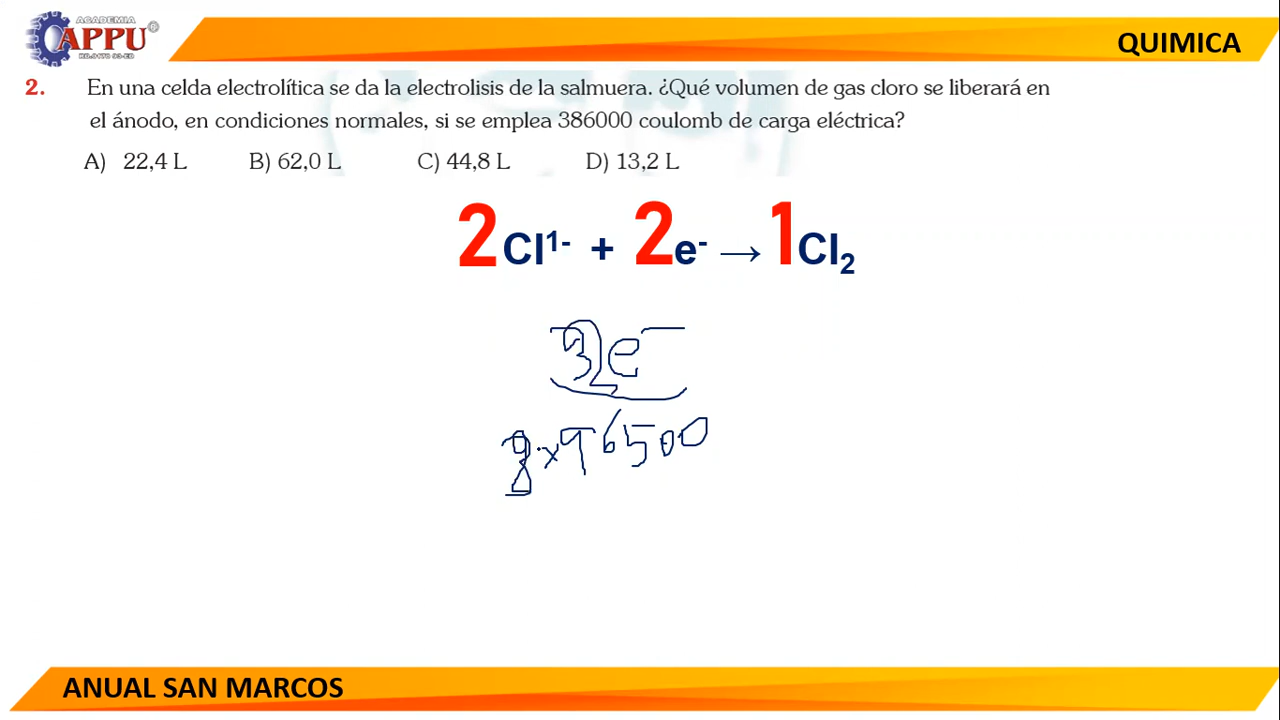 ACADEMIA
APPU®
QUIMICA
2. En una celda electrolítica se da la electrolisis de la salmuera. ¿Qué volumen de gas cloro se liberará en
el ánodo, en condiciones normales, si se emplea 386000 coulomb de carga eléctrica?
A) 22,4 L B) 62,0 L C) 44,8 L D) 13,2 L
2Cl¹⁻ + 2e⁻ → 1Cl₂
2e⁻
x96500
ANUAL SAN MARCOS